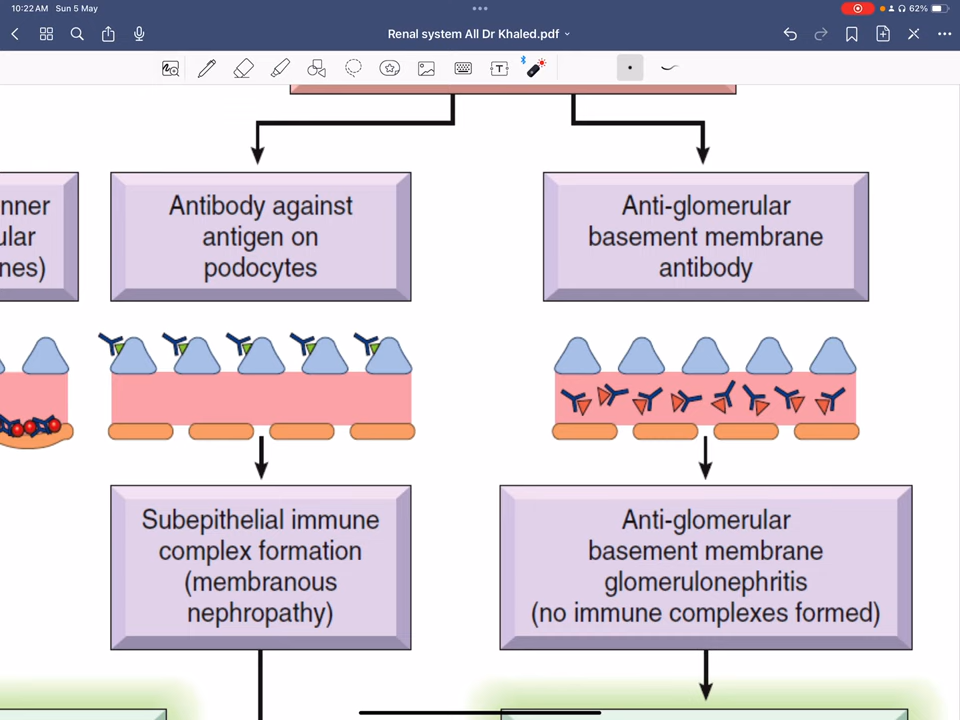 10:22 AM Sun 5 May
62%
Renal system All Dr Khaled.pdf
nner
ular
nes)
Antibody against
antigen on
podocytes
Anti-glomerular
basement membrane
antibody
Subepithelial immune
complex formation
(membranous
nephropathy)
Anti-glomerular
basement membrane
glomerulonephritis
(no immune complexes formed)